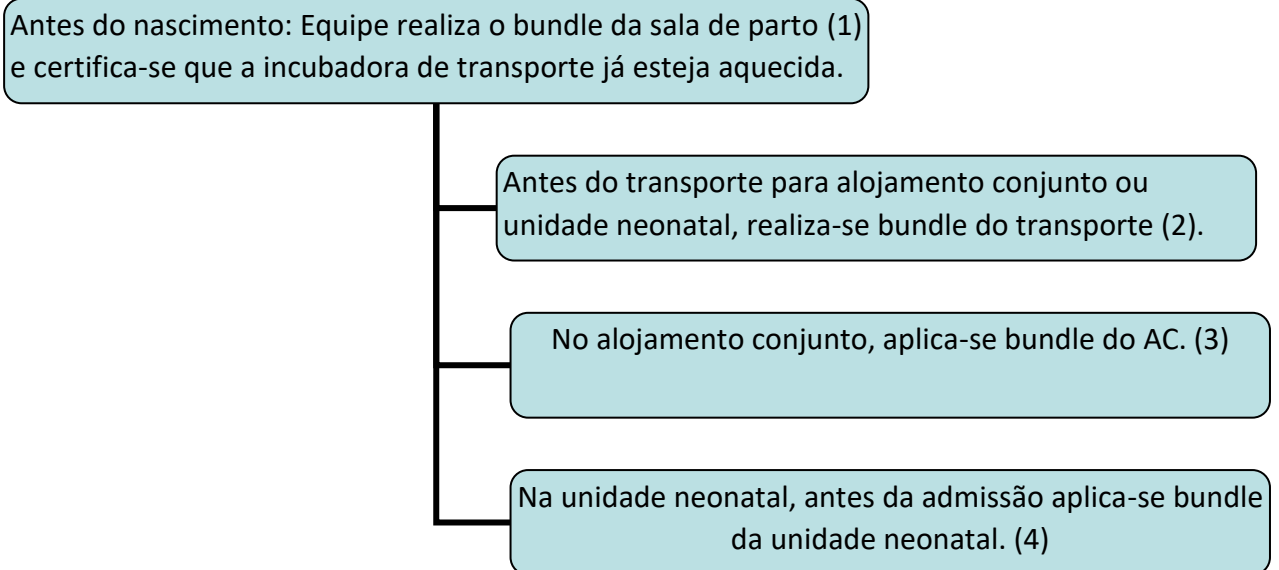 Antes do nascimento: Equipe realiza o bundle da sala de parto (1)
e certifica-se que a incubadora de transporte já esteja aquecida.
Antes do transporte para alojamento conjunto ou
unidade neonatal, realiza-se bundle do transporte (2).
No alojamento conjunto, aplica-se bundle do AC. (3)
Na unidade neonatal, antes da admissão aplica-se bundle
da unidade neonatal. (4)